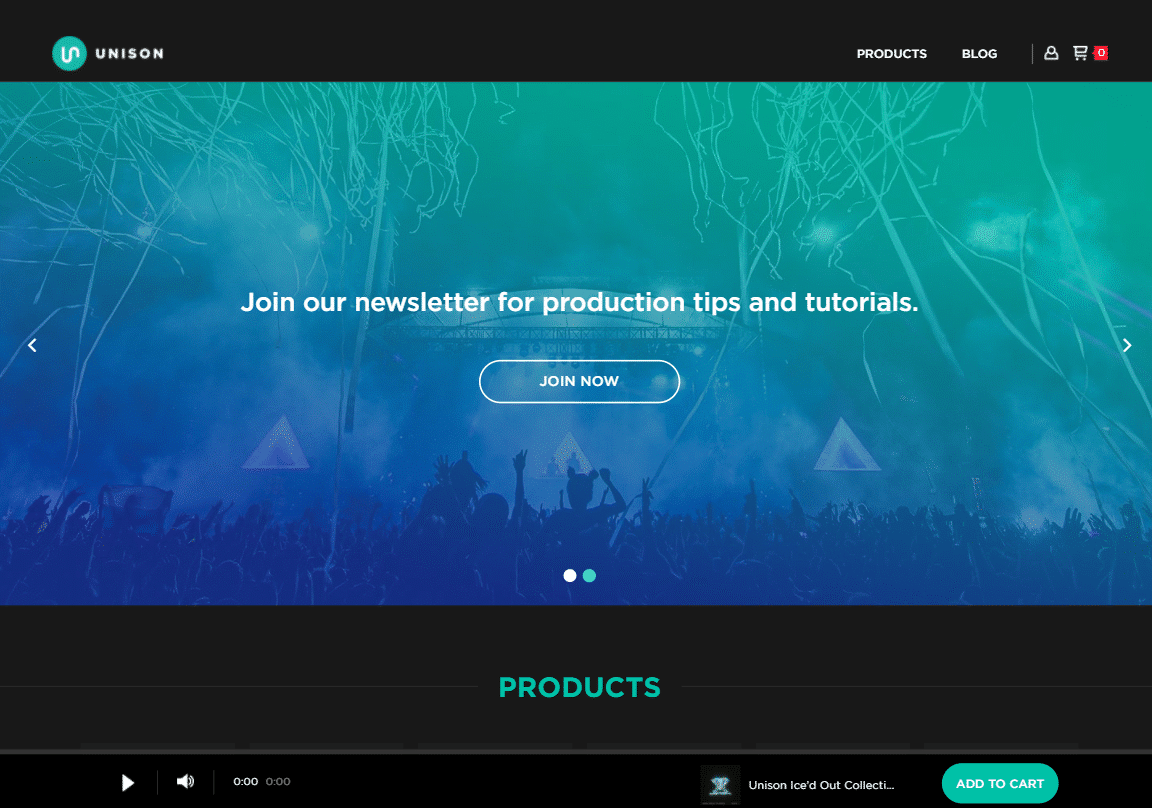 UNISON
PRODUCTS
BLOG
0
Join our newsletter for production tips and tutorials.
JOIN NOW
PRODUCTS
0:00 0:00
Unison Ice'd Out Collecti...
ADD TO CART